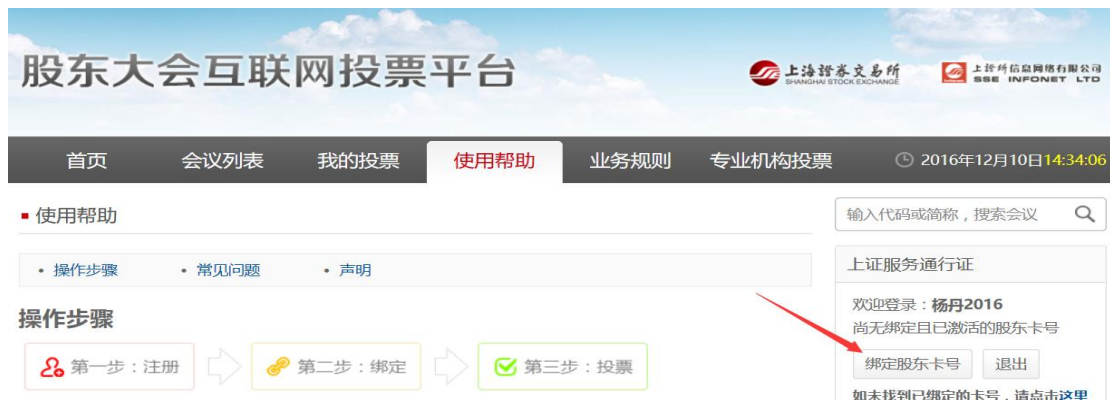 股东大会互联网投票平台
上海證券交易所
SHANGHAI STOCK EXCHANGE
上証所信息网络有限公司
SSE INFONET LTD
首页 会议列表 我的投票 使用帮助 业务规则 专业机构投票 2016年12月10日14:34:06
使用帮助
输入代码或简称，搜索会议
• 操作步骤 • 常见问题 • 声明
上证服务通行证
操作步骤
欢迎登录：杨丹2016
尚无绑定且已激活的股东卡号
第一步：注册 第二步：绑定 第三步：投票
绑定股东卡号 退出
如未找到已绑定的卡号，请点击这里